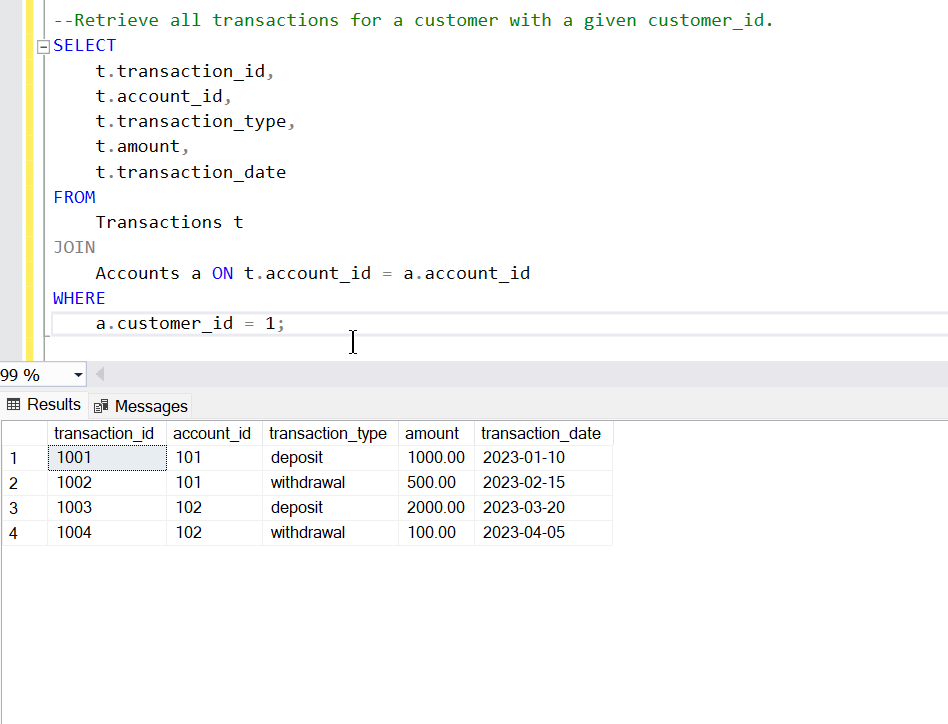 --Retrieve all transactions for a customer with a given customer_id.
SELECT
    t.transaction_id,
    t.account_id,
    t.transaction_type,
    t.amount,
    t.transaction_date
FROM
    Transactions t
JOIN
    Accounts a ON t.account_id = a.account_id
WHERE
    a.customer_id = 1;
99 %
Results Messages
transaction_id account_id transaction_type amount transaction_date
1 1001 101 deposit 1000.00 2023-01-10
2 1002 101 withdrawal 500.00 2023-02-15
3 1003 102 deposit 2000.00 2023-03-20
4 1004 102 withdrawal 100.00 2023-04-05